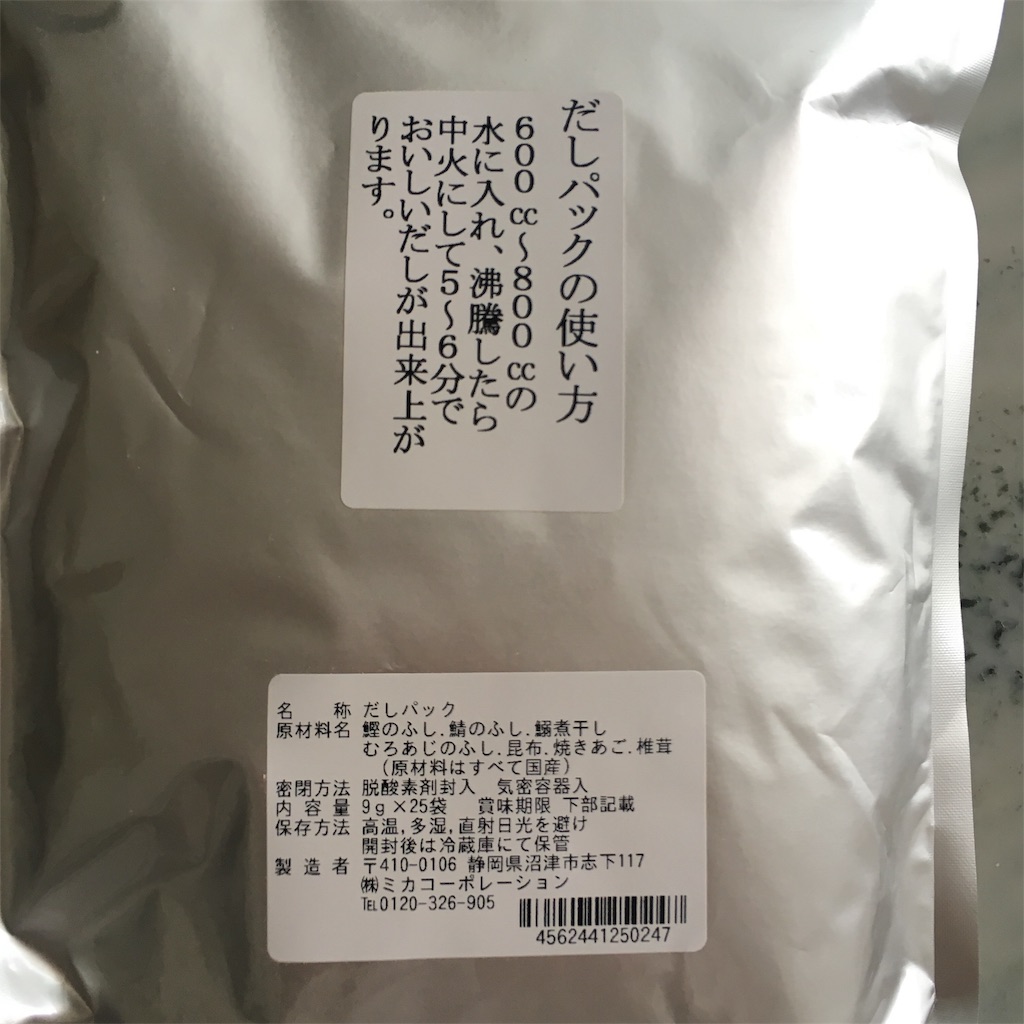 だしパックの使い方
600㏄～800㏄の
水に入れ、沸騰したら
中火にして5～6分で
おいしいだしが出来上が
ります。
名　　称 だしパック
原材料名 鰹のふし.鯖のふし.鰯煮干し
むろあじのふし.昆布.焼きあご.椎茸
（原材料はすべて国産）
密閉方法 脱酸素剤封入　気密容器入
内 容 量 9ｇ×25袋　賞味期限 下部記載
保存方法 高温,多湿,直射日光を避け
開封後は冷蔵庫にて保管
製 造 者 〒410-0106 静岡県沼津市志下117
㈱ミカコーポレーション
℡0120-326-905
4562441250247